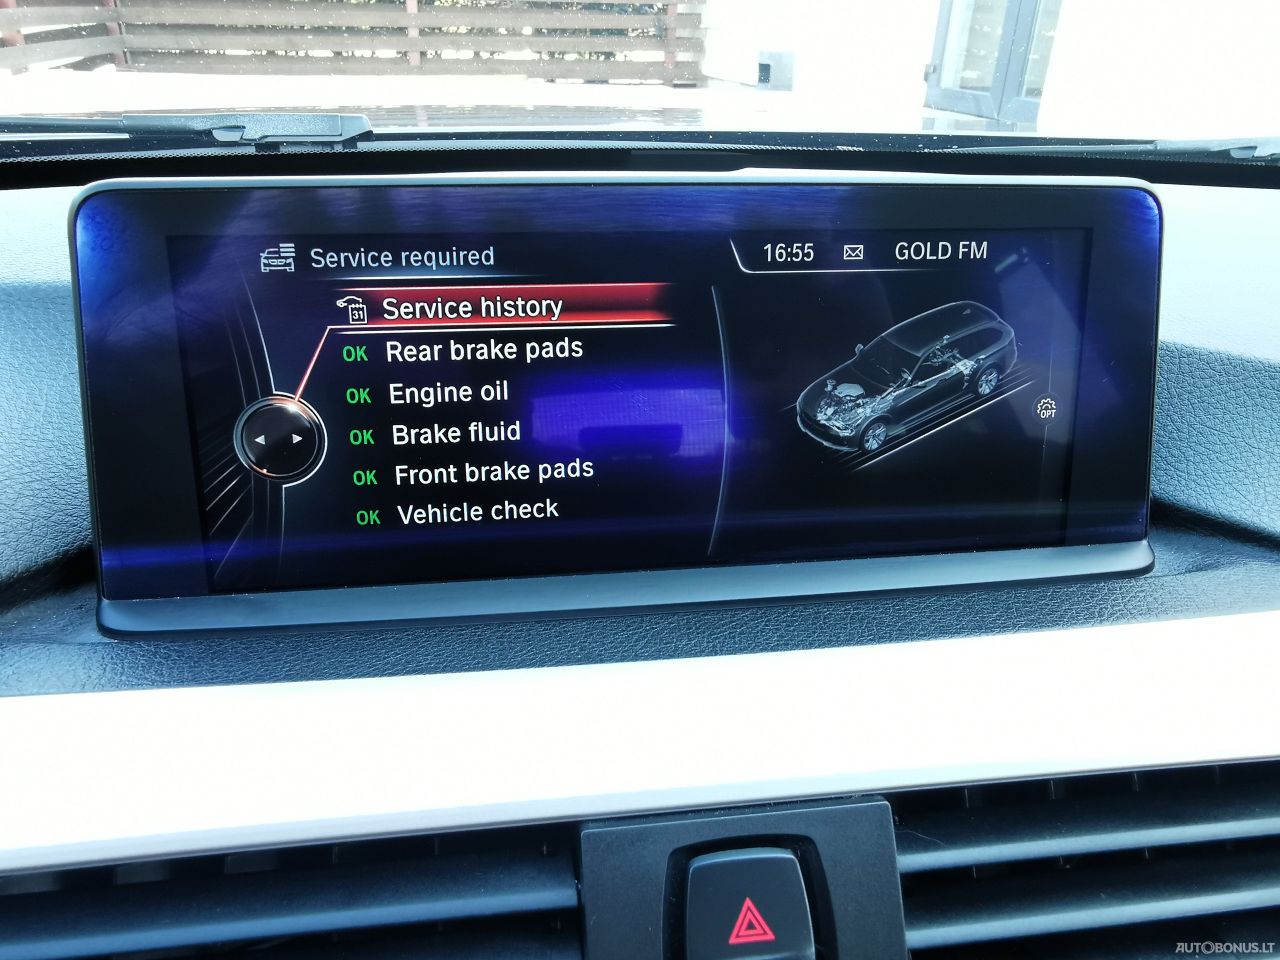 Service required
16:55
GOLD FM
31
Service history
OK Rear brake pads
OK Engine oil
OK Brake fluid
OK Front brake pads
OK Vehicle check
OPT
AUTOBONUS.LT